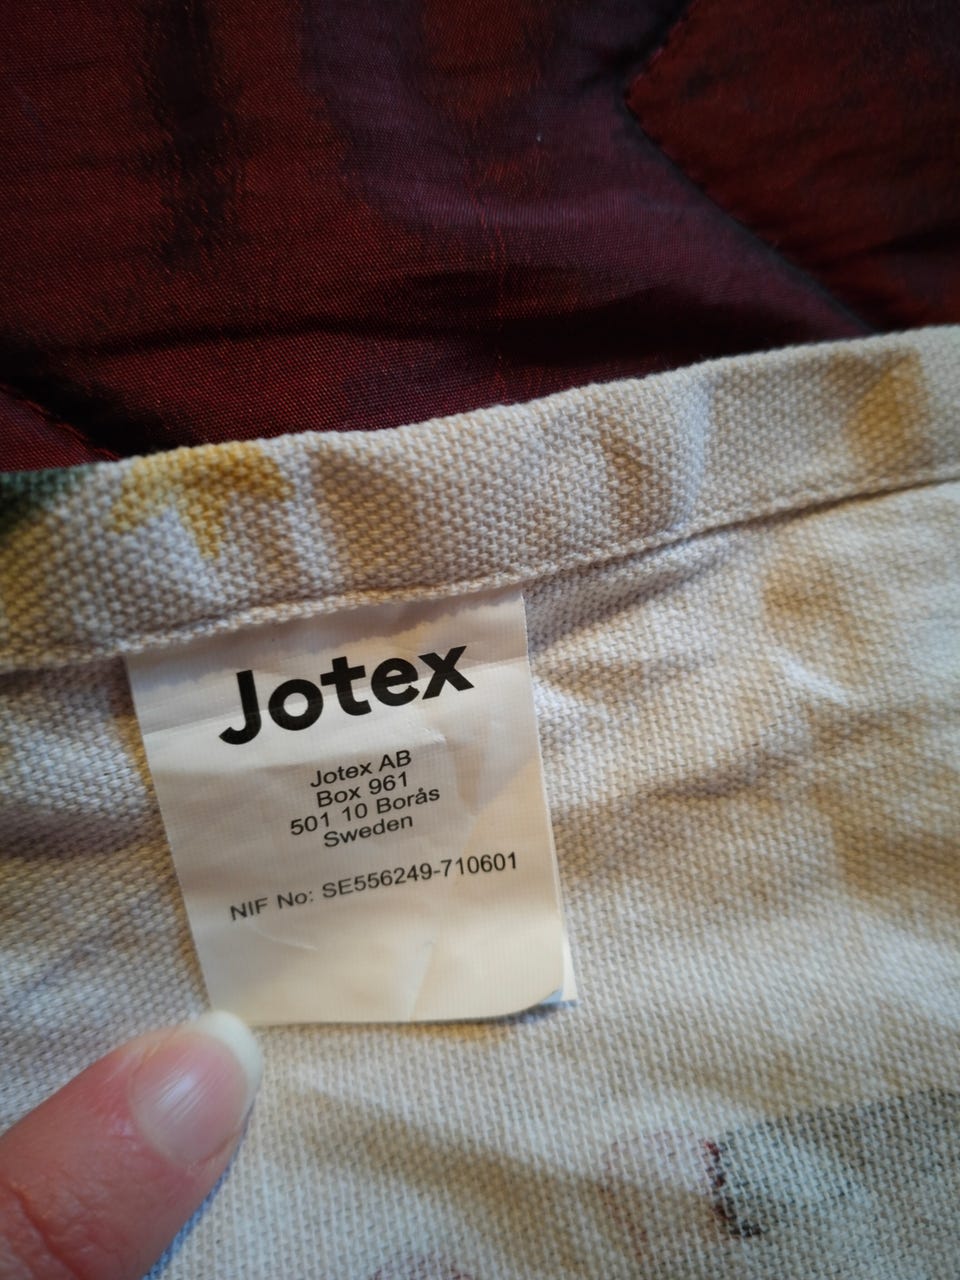 Jotex
Jotex AB
Box 961
501 10 Borås
Sweden
NIF No: SE556249-710601